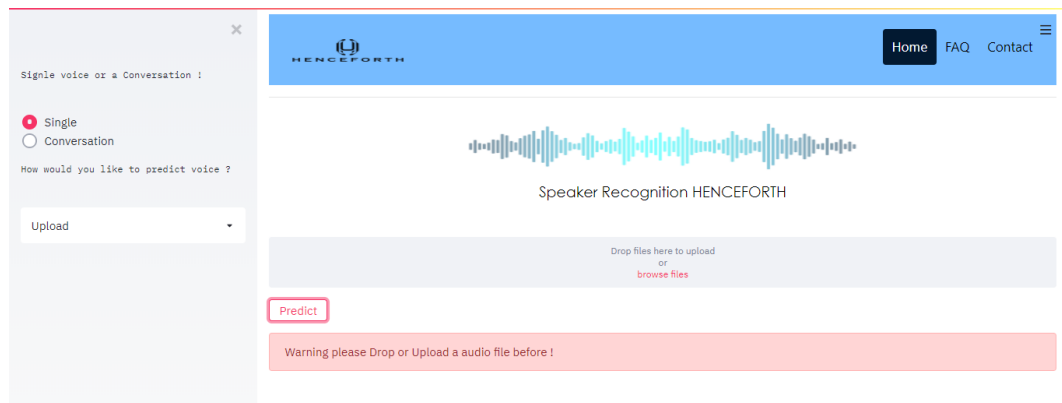 Signle voice or a Conversation !
Single
Conversation
How would you like to predict voice ?
Upload
HENCEFORTH
Home FAQ Contact
Speaker Recognition HENCEFORTH
Drop files here to upload
or
browse files
Predict
Warning please Drop or Upload a audio file before !